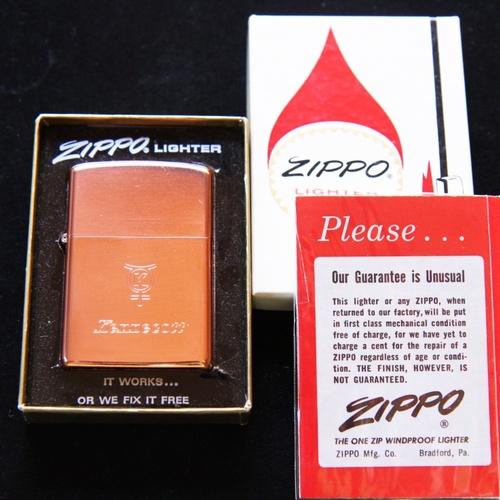 ZIPPO LIGHTER
Kennecott
IT WORKS...
OR WE FIX IT FREE
ZIPPO®
LIGHTER
Please...
Our Guarantee is Unusual
This lighter or any ZIPPO, when
returned to our factory, will be put
in first class mechanical condition
free of charge, for we have yet to
charge a cent for the repair of a
ZIPPO regardless of age or condi-
tion. THE FINISH, HOWEVER, IS
NOT GUARANTEED.
ZIPPO®
THE ONE ZIP WINDPROOF LIGHTER
ZIPPO Mfg. Co. Bradford, Pa.